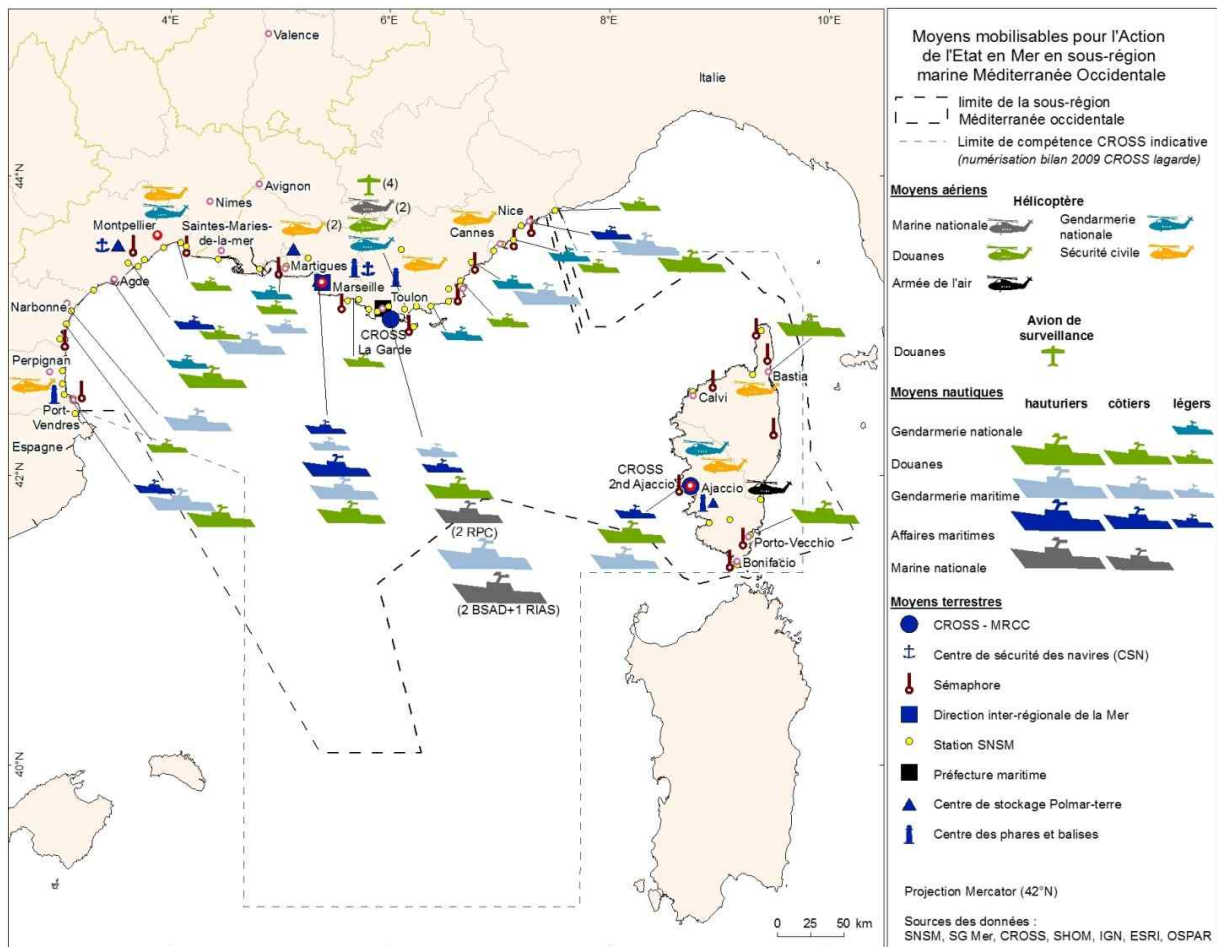 4°E
6°E
8°E
10°E
Valence
Italie
44°N
42°N
40°N
Avignon
Nimes
Montpellier
Saintes-Maries-
de-la-mer
(4)
(2)
(2)
Nice
Cannes
Martigues
Marseille
Toulon
CROSS
La Garde
Agde
Narbonne
Perpignan
Port-
Vendres
Espagne
Bastia
Calvi
CROSS
2nd Ajaccio
Ajaccio
Porto-Vecchio
Bonifacio
(2 RPC)
(2 BSAD+1 RIAS)
0 25 50 km
Moyens mobilisables pour l'Action
de l'Etat en Mer en sous-région
marine Méditerranée Occidentale
limite de la sous-région
Méditerranée occidentale
Limite de compétence CROSS indicative
(numérisation bilan 2009 CROSS lagarde)
Moyens aériens
Hélicoptère
Marine nationale
Gendarmerie
nationale
Douanes
Sécurité civile
Armée de l'air
Avion de
surveillance
Douanes
Moyens nautiques
hauturiers côtiers légers
Gendarmerie nationale
Douanes
Gendarmerie maritime
Affaires maritimes
Marine nationale
Moyens terrestres
CROSS - MRCC
Centre de sécurité des navires (CSN)
Sémaphore
Direction inter-régionale de la Mer
Station SNSM
Préfecture maritime
Centre de stockage Polmar-terre
Centre des phares et balises
Projection Mercator (42°N)
Sources des données :
SNSM, SG Mer, CROSS, SHOM, IGN, ESRI, OSPAR